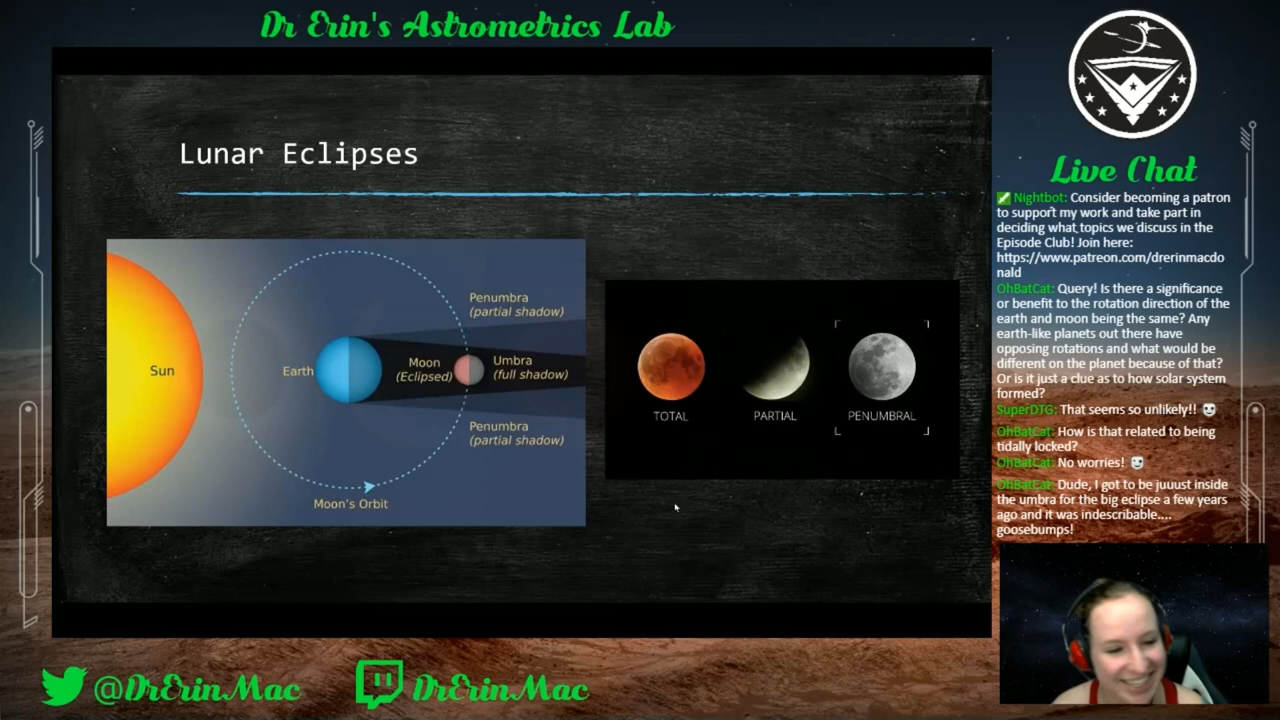 Dr Erin's Astrometrics Lab
Lunar Eclipses
Sun
Earth
Moon
(Eclipsed)
Penumbra
(partial shadow)
Umbra
(full shadow)
Penumbra
(partial shadow)
Moon's Orbit
TOTAL
PARTIAL
PENUMBRAL
Live Chat
Nightbot: Consider becoming a patron
to support my work and take part in
deciding what topics we discuss in the
Episode Club! Join here:
https://www.patreon.com/drerinmacdo
nald
OhBatCat: Query! Is there a significance
or benefit to the rotation direction of the
earth and moon being the same? Any
earth-like planets out there have
opposing rotations and what would be
different on the planet because of that?
Or is it just a clue as to how solar system
formed?
SuperDTG: That seems so unlikely!!
OhBatCat: How is that related to being
tidally locked?
OhBatCat: No worries!
OhBatCat: Dude, I got to be juuust inside
the umbra for the big eclipse a few years
ago and it was indescribable....
goosebumps!
@DrErinMac
DrErinMac